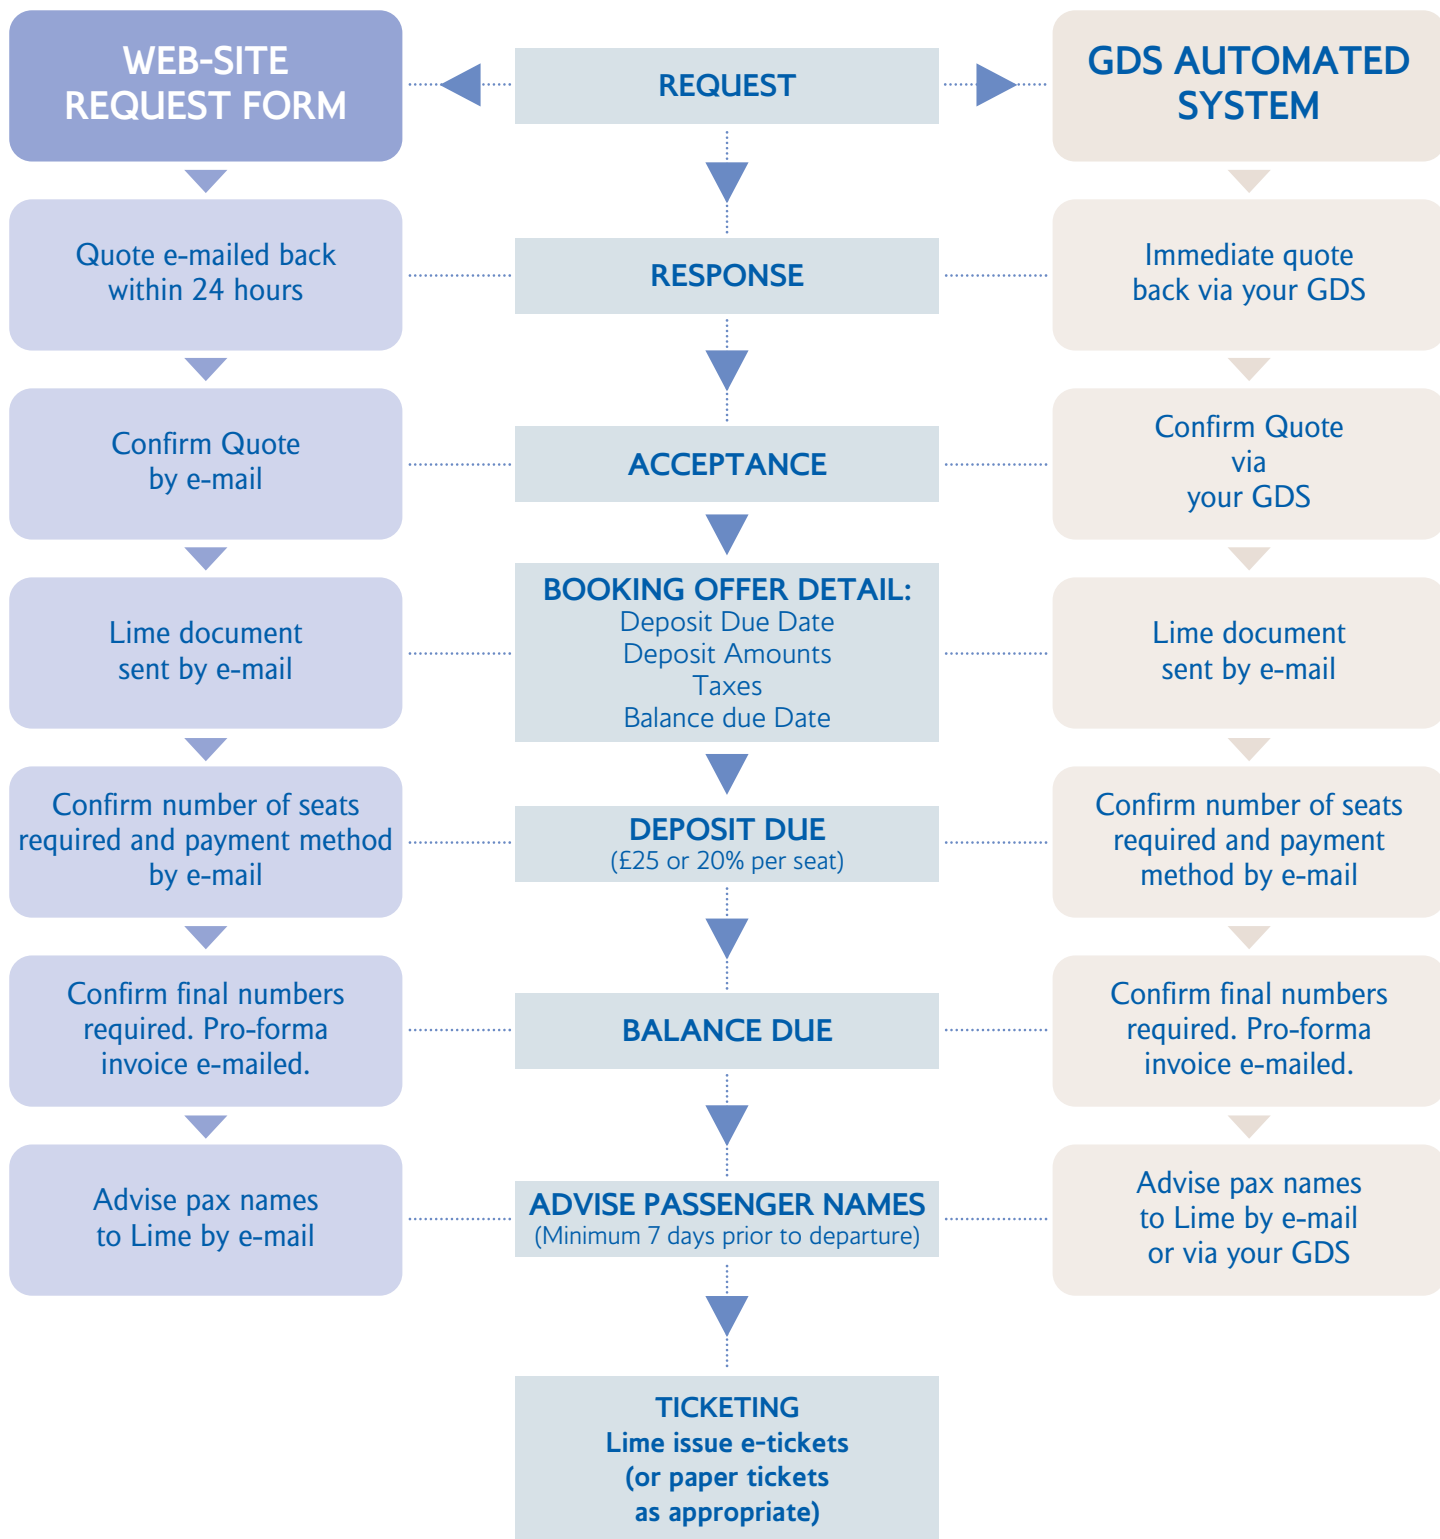 WEB-SITE
REQUEST FORM
REQUEST
GDS AUTOMATED
SYSTEM
Quote e-mailed back
within 24 hours
RESPONSE
Immediate quote
back via your GDS
Confirm Quote
by e-mail
ACCEPTANCE
Confirm Quote
via
your GDS
Lime document
sent by e-mail
BOOKING OFFER DETAIL:
Deposit Due Date
Deposit Amounts
Taxes
Balance due Date
Lime document
sent by e-mail
Confirm number of seats
required and payment method
by e-mail
DEPOSIT DUE
(£25 or 20% per seat)
Confirm number of seats
required and payment
method by e-mail
Confirm final numbers
required. Pro-forma
invoice e-mailed.
BALANCE DUE
Confirm final numbers
required. Pro-forma
invoice e-mailed.
Advise pax names
to Lime by e-mail
ADVISE PASSENGER NAMES
(Minimum 7 days prior to departure)
Advise pax names
to Lime by e-mail
or via your GDS
TICKETING
Lime issue e-tickets
(or paper tickets
as appropriate)